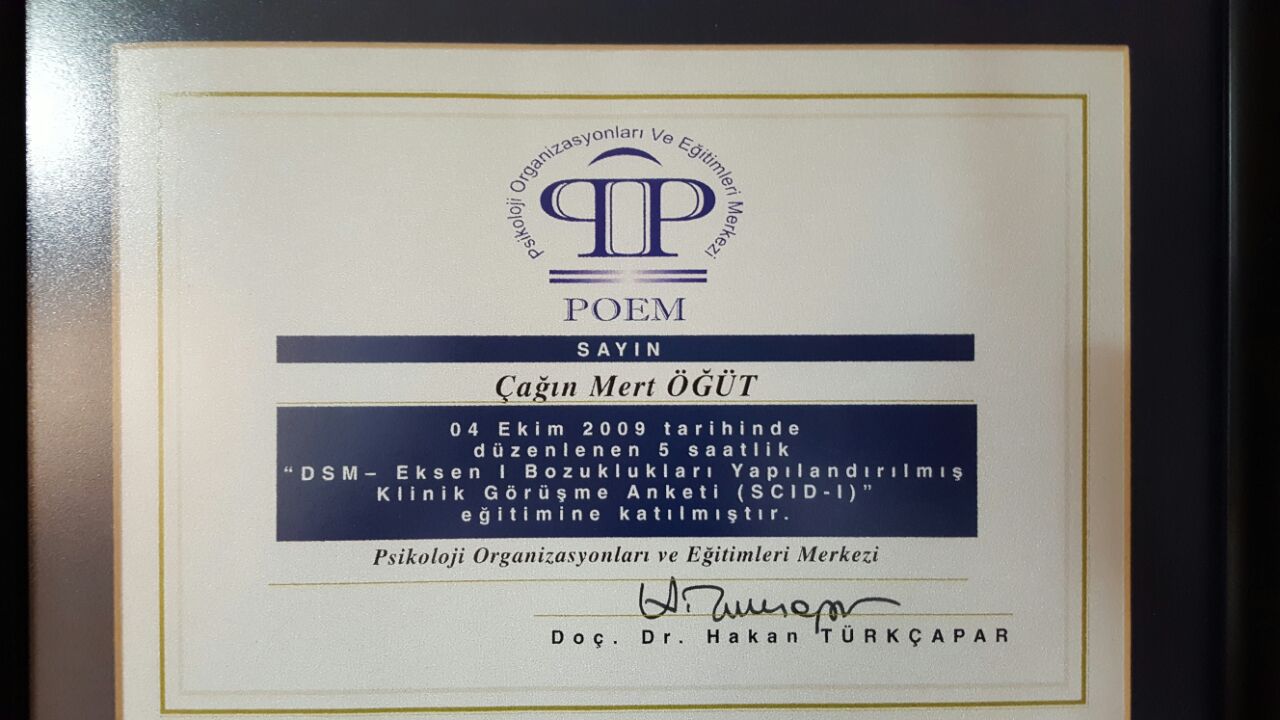 Psikoloji Organizasyonları Ve Eğitimleri Merkezi
POEM
SAYIN
Çağın Mert ÖĞÜT
04 Ekim 2009 tarihinde
düzenlenen 5 saatlik
“DSM– Eksen I Bozuklukları Yapılandırılmış
Klinik Görüşme Anketi (SCID-I)”
eğitimine katılmıştır.
Psikoloji Organizasyonları ve Eğitimleri Merkezi
Doç. Dr. Hakan TÜRKÇAPAR